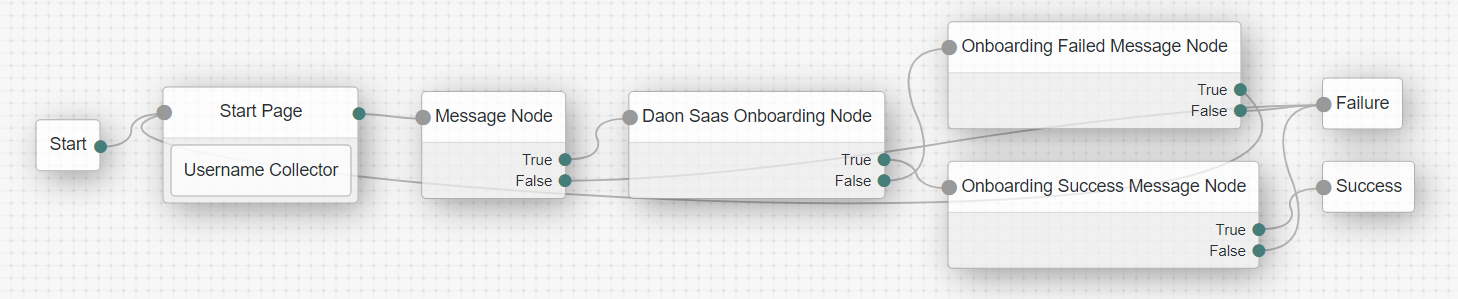 Start
Start Page
Username Collector
Message Node
True
False
Daon Saas Onboarding Node
True
False
Onboarding Failed Message Node
True
False
Onboarding Success Message Node
True
False
Failure
Success